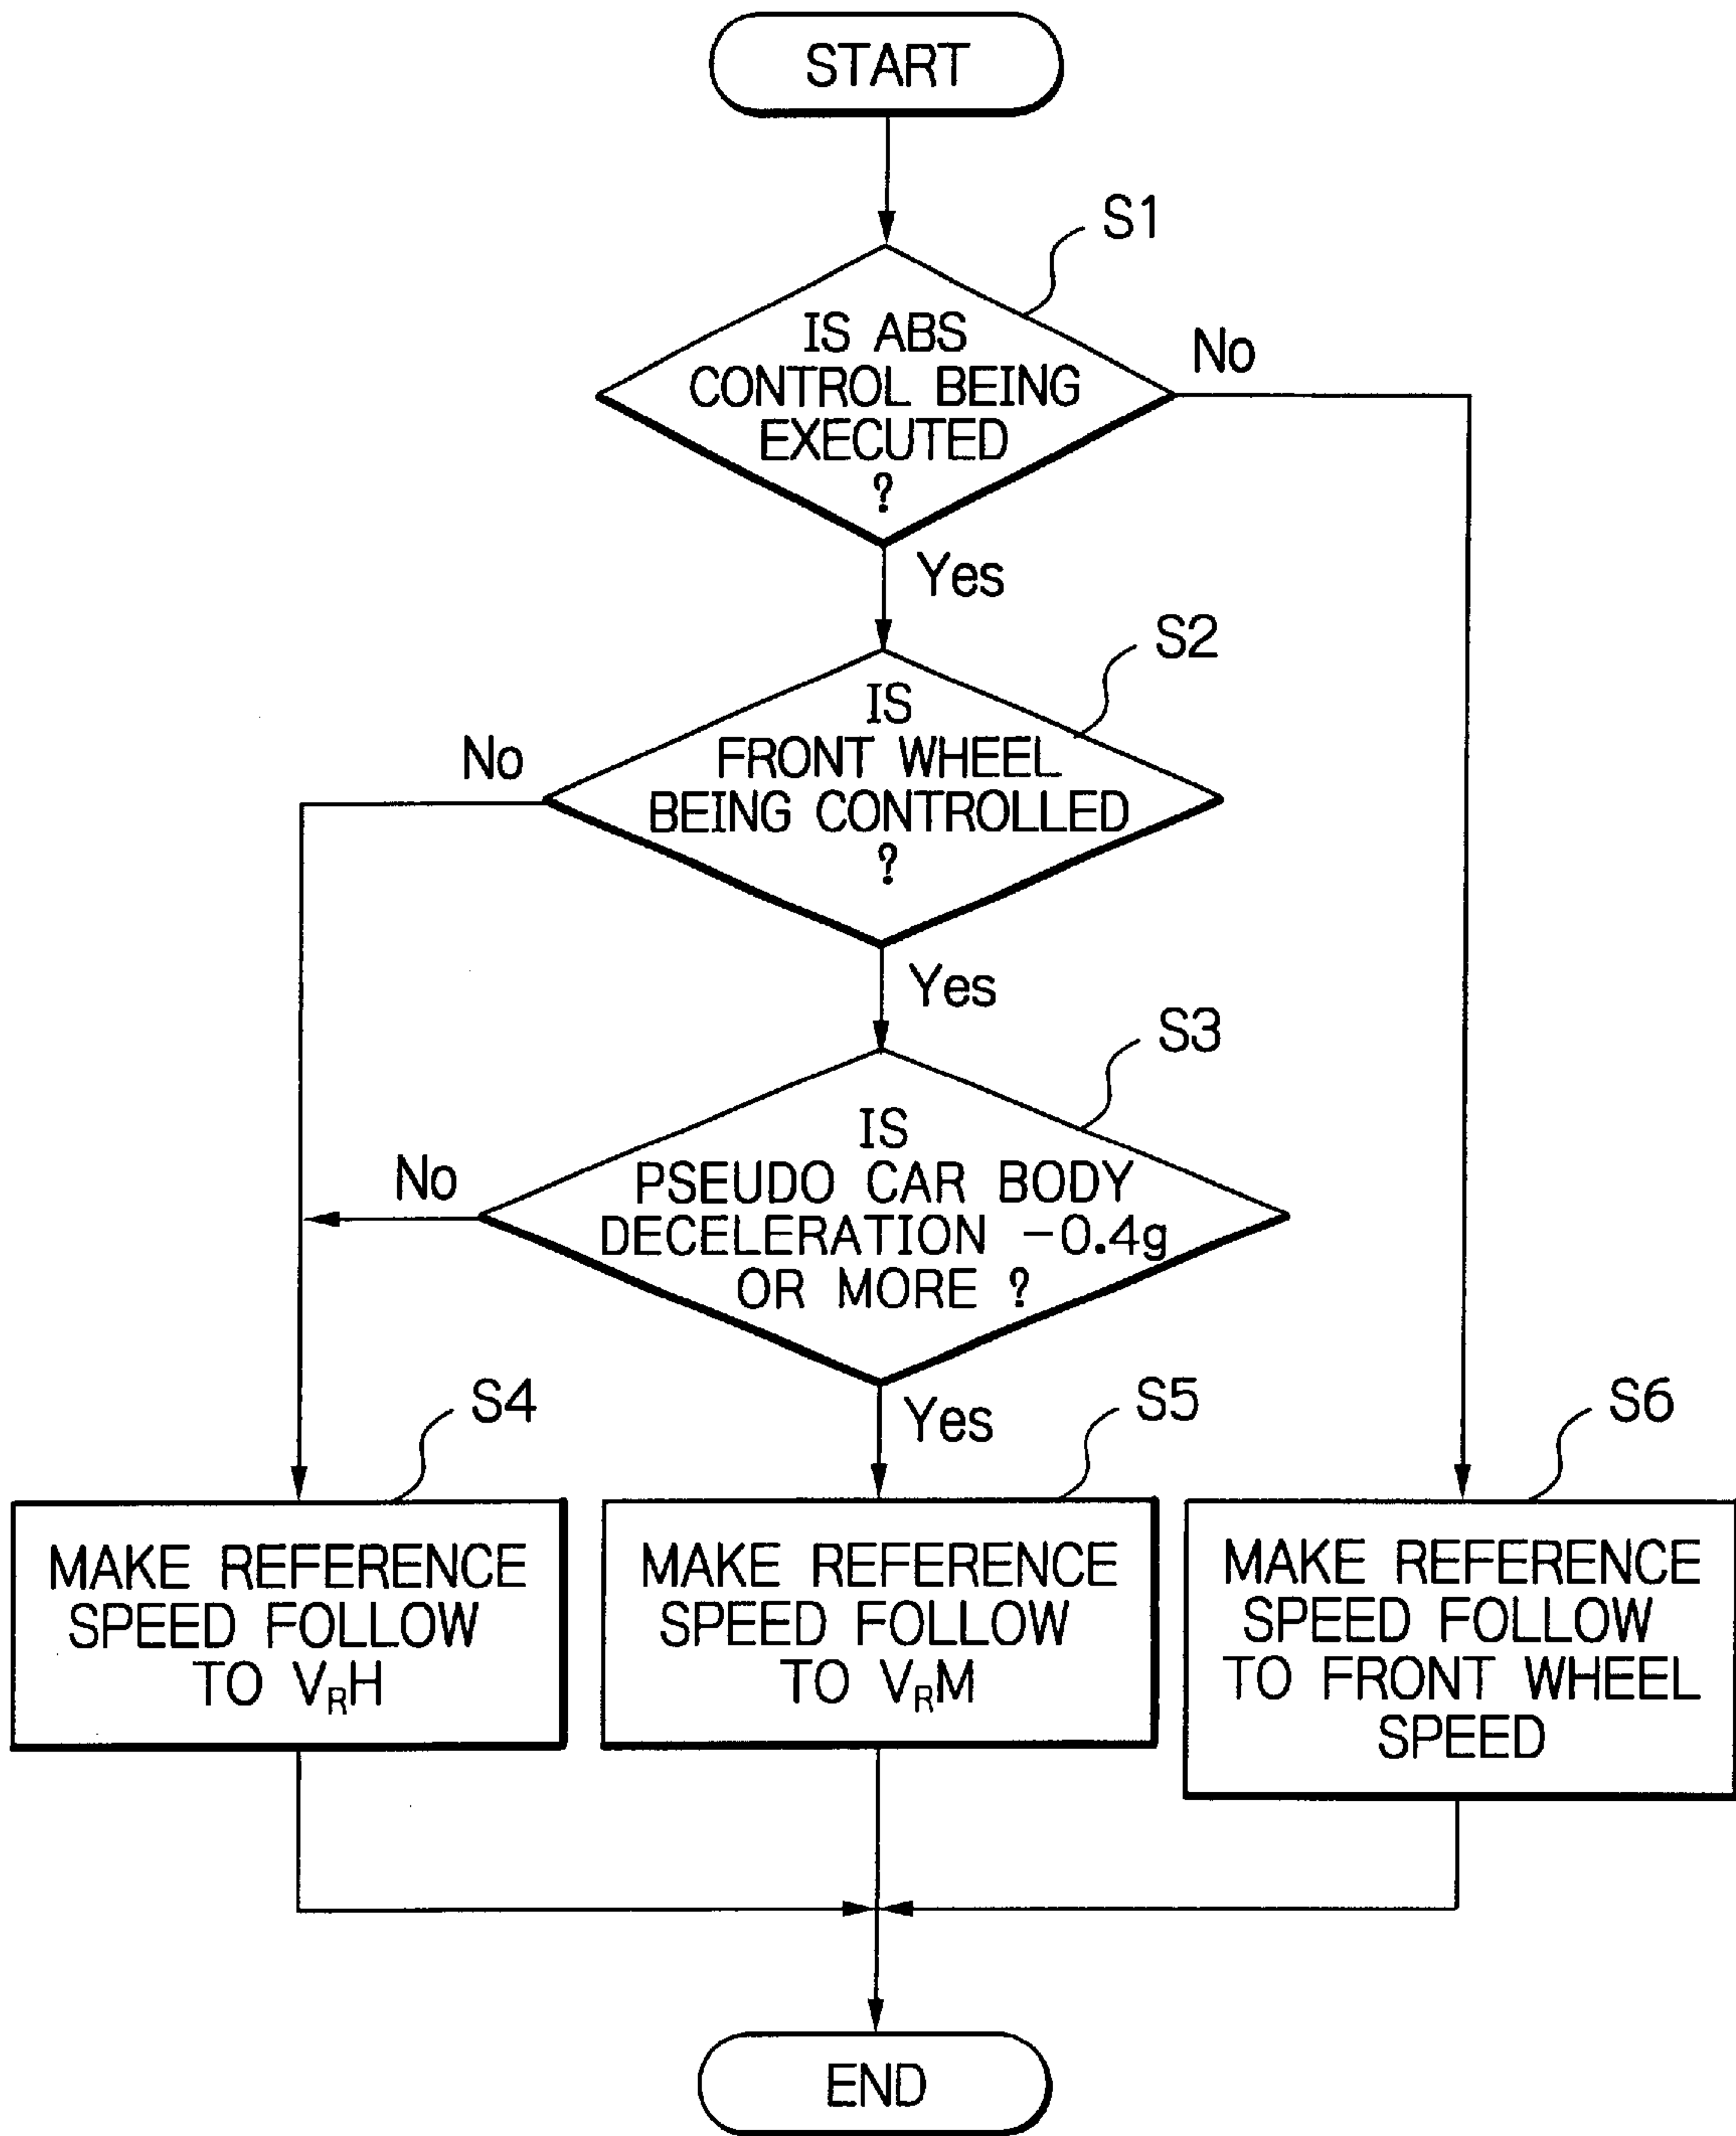 START
S1
IS ABS
CONTROL BEING
EXECUTED
?
No
Yes
S2
IS
FRONT WHEEL
BEING CONTROLLED
?
No
Yes
S3
IS
PSEUDO CAR BODY
DECELERATION -0.4g
OR MORE ?
No
Yes
S4
MAKE REFERENCE
SPEED FOLLOW
TO VRH
S5
MAKE REFERENCE
SPEED FOLLOW
TO VRM
S6
MAKE REFERENCE
SPEED FOLLOW
TO FRONT WHEEL
SPEED
END